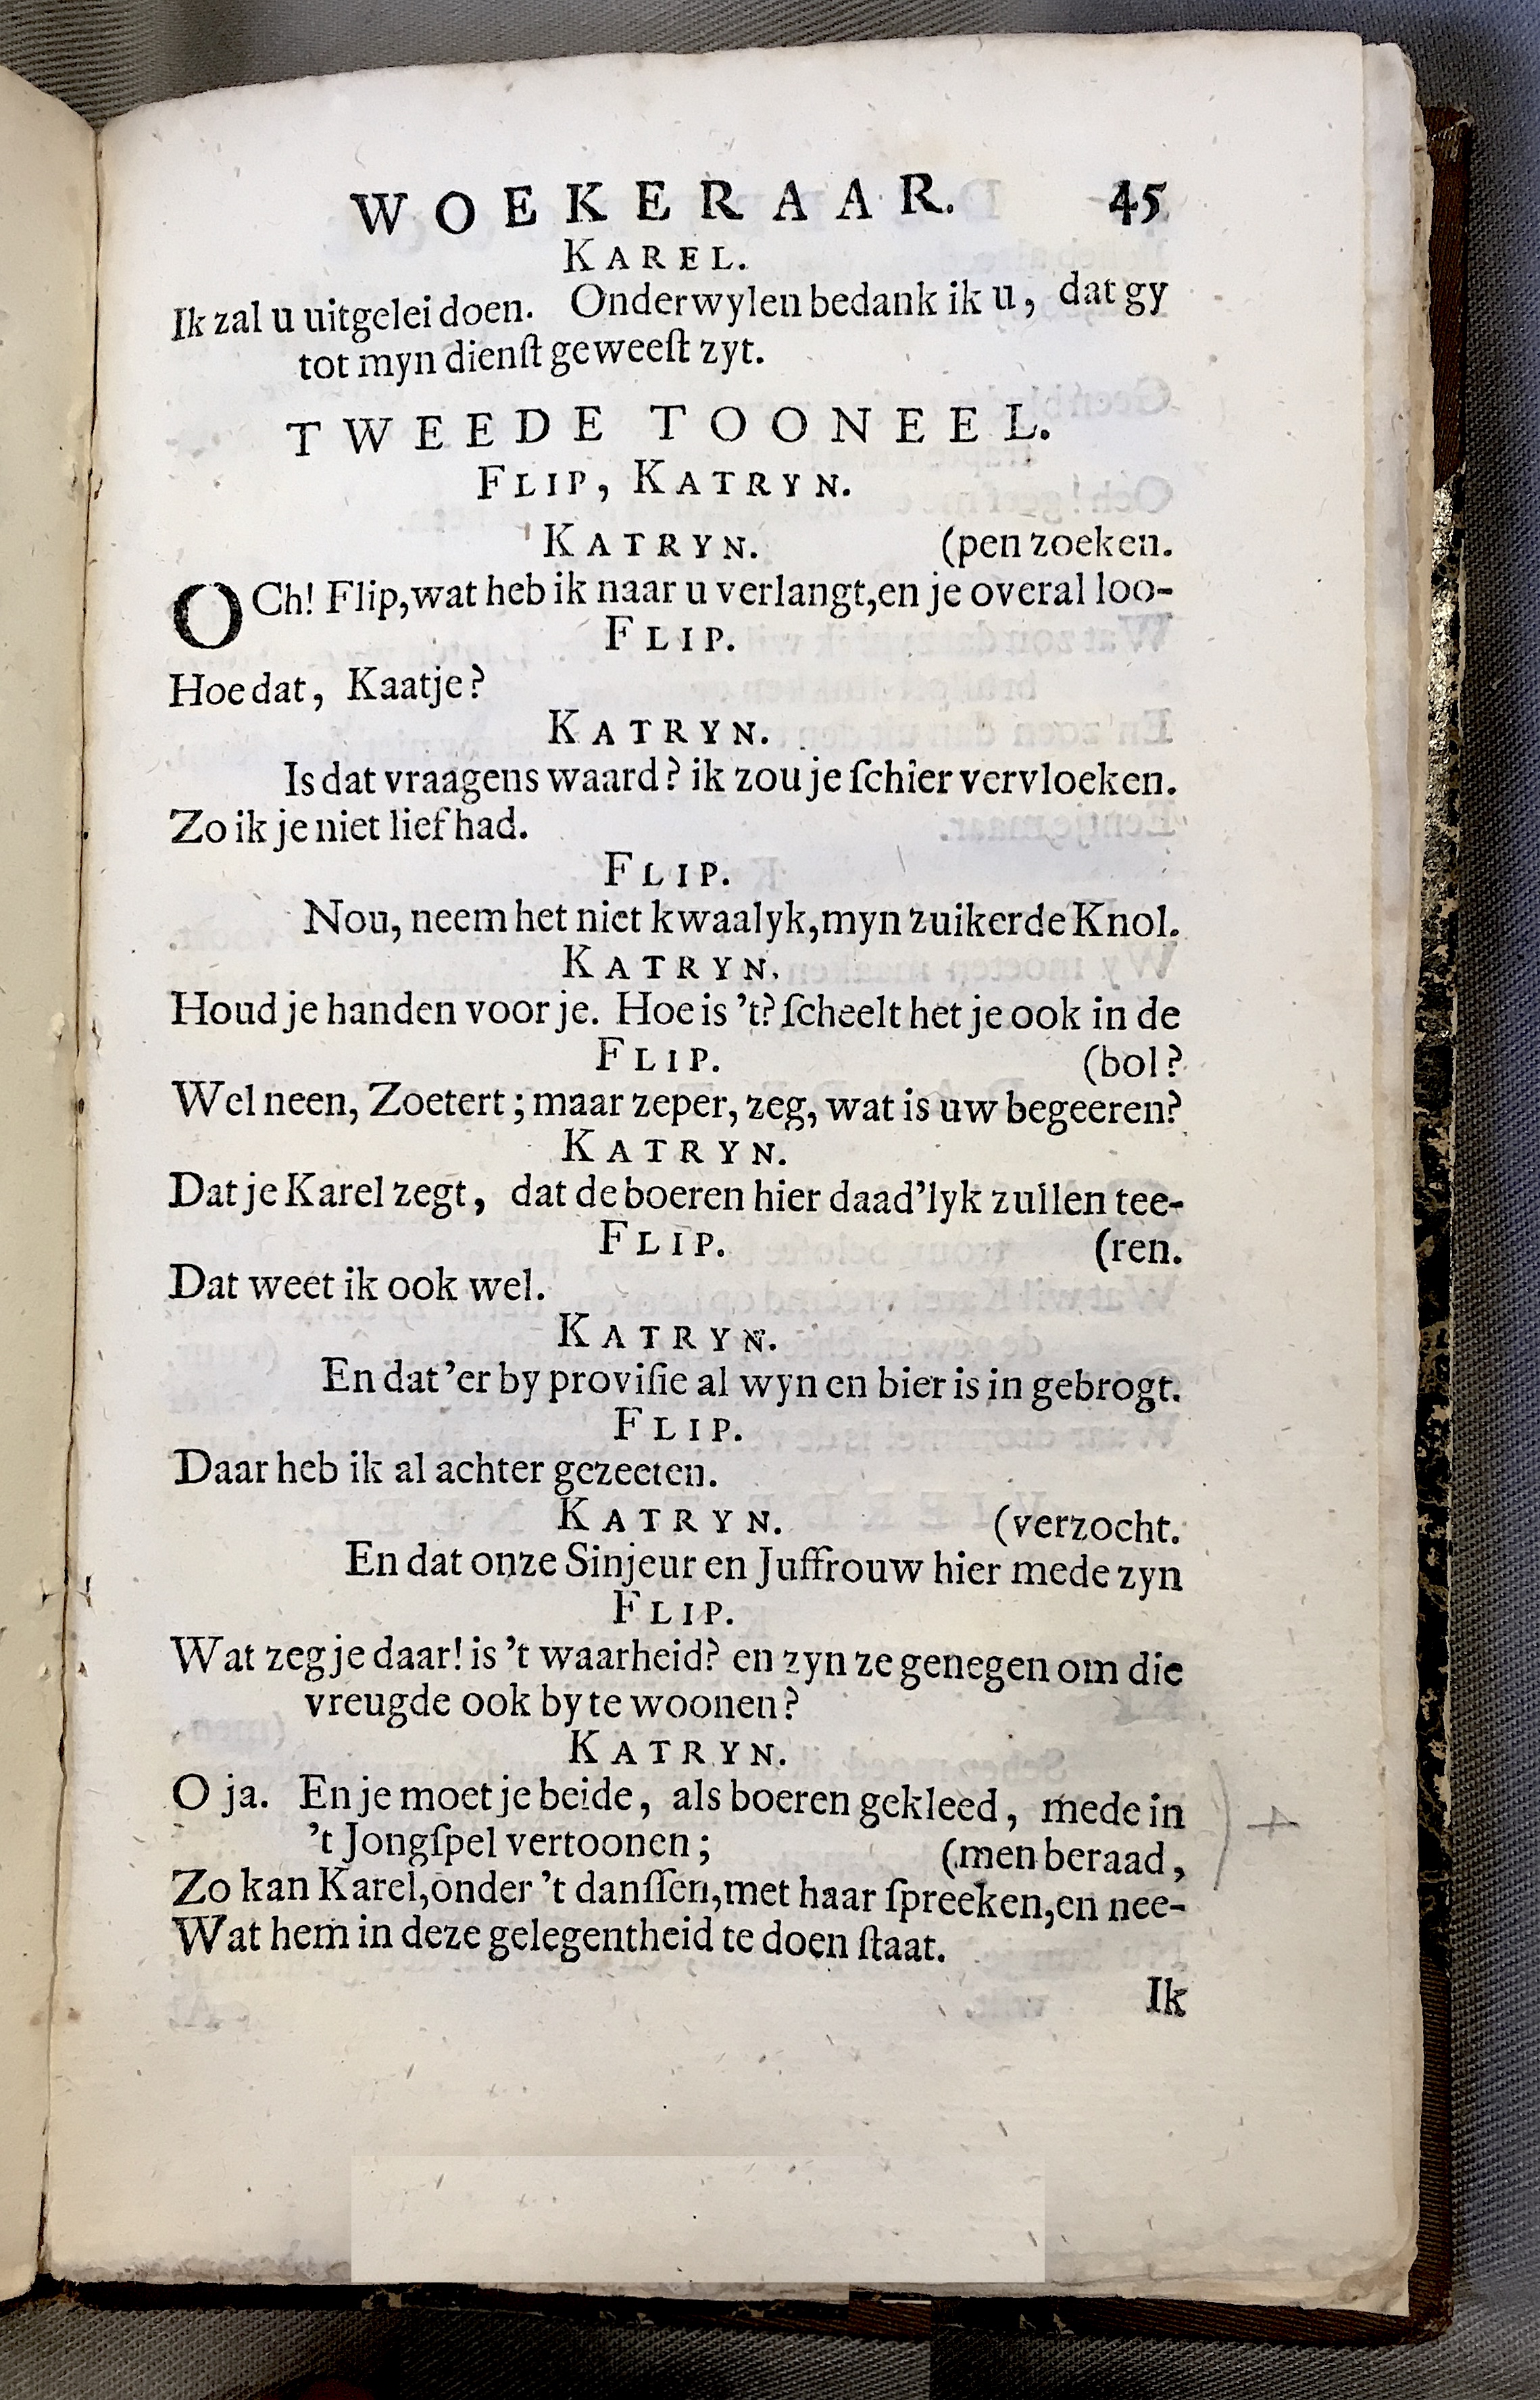 WOEKERAAR. 45
KAREL.
Ik zal u uitgelei doen. Onderwylen bedank ik u, dat gy
tot myn dienſt geweeſt zyt.
TWEEDE TOONEEL.
FLIP, KATRYN.
KATRYN. (pen zoeken.
OCh! Flip, wat heb ik naar u verlangt, en je overal loo-
FLIP.
Hoe dat, Kaatje?
KATRYN.
Is dat vraagens waard? ik zou je ſchier vervloeken.
Zo ik je niet lief had.
FLIP.
Nou, neem het niet kwaalyk, myn zuikerde Knol.
KATRYN.
Houd je handen voor je. Hoe is 't? ſcheelt het je ook in de
FLIP. (bol?
Wel neen, Zoetert; maar zeper, zeg, wat is uw begeeren?
KATRYN.
Dat je Karel zegt, dat de boeren hier daad'lyk zullen tee-
FLIP. (ren.
Dat weet ik ook wel.
KATRYN.
En dat 'er by proviſie al wyn en bier is in gebrogt.
FLIP.
Daar heb ik al achter gezeeten.
KATRYN. (verzocht.
En dat onze Sinjeur en Juffrouw hier mede zyn
FLIP.
Wat zeg je daar! is 't waarheid? en zyn ze genegen om die
vreugde ook by te woonen?
KATRYN.
O ja. En je moet je beide, als boeren gekleed, mede in
't Jongſpel vertoonen; (men beraad,
Zo kan Karel, onder 't danſſen, met haar ſpreeken, en nee-
Wat hem in deze gelegentheid te doen ſtaat.
Ik